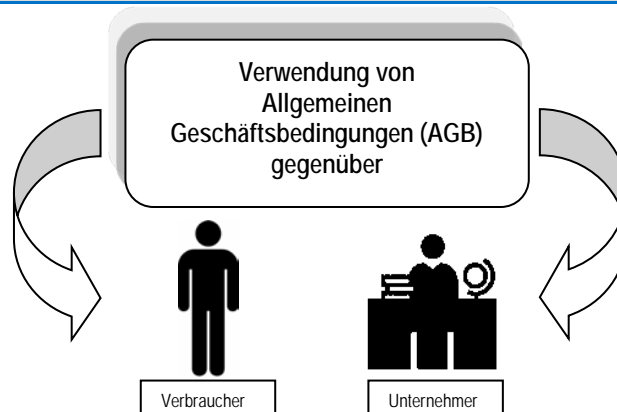 Verwendung von
Allgemeinen
Geschäftsbedingungen (AGB)
gegenüber
Verbraucher
Unternehmer